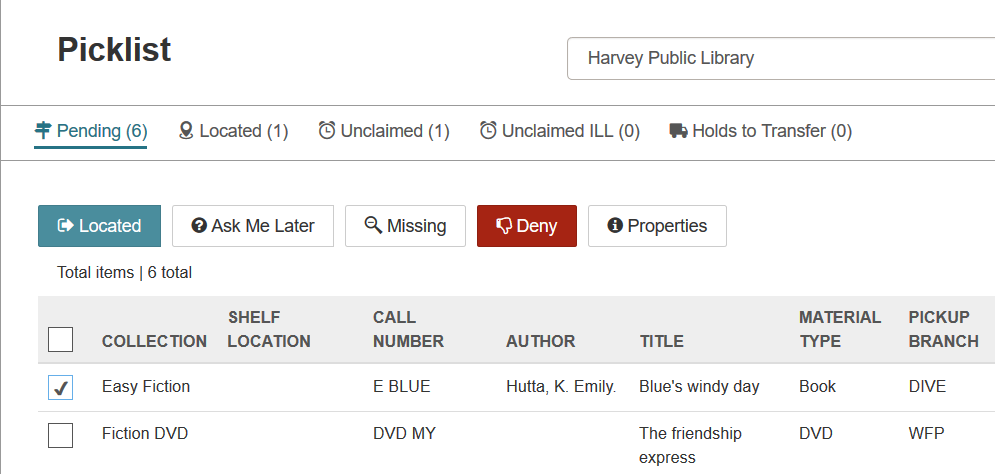 Picklist
Harvey Public Library
Pending (6) Located (1) Unclaimed (1) Unclaimed ILL (0) Holds to Transfer (0)
Located Ask Me Later Missing Deny Properties
Total items | 6 total
SHELF CALL MATERIAL PICKUP
COLLECTION LOCATION NUMBER AUTHOR TITLE TYPE BRANCH
Easy Fiction E BLUE Hutta, K. Emily. Blue's windy day Book DIVE
Fiction DVD DVD MY The friendship DVD WFP
express